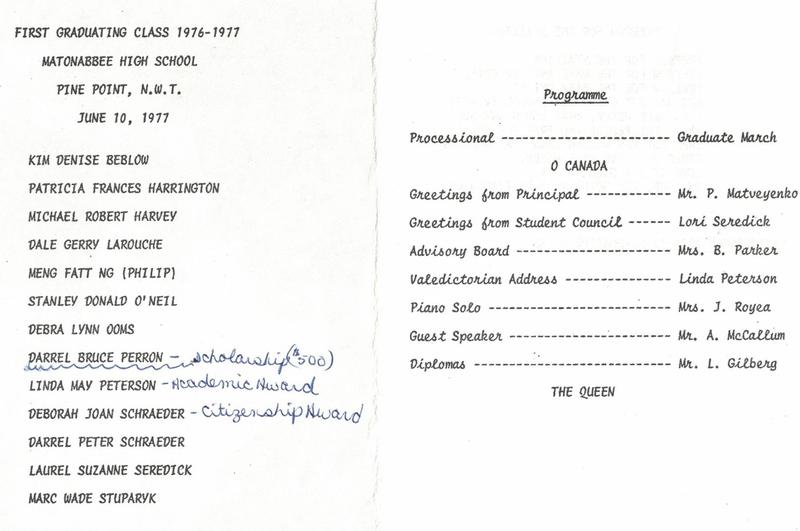 FIRST GRADUATING CLASS 1976-1977
MATONABBEE HIGH SCHOOL
PINE POINT, N.W.T.
JUNE 10, 1977
KIM DENISE BEBLOW
PATRICIA FRANCES HARRINGTON
MICHAEL ROBERT HARVEY
DALE GERRY LAROUCHE
MENG FATT NG (PHILIP)
STANLEY DONALD O'NEIL
DEBRA LYNN OOMS
DARREL BRUCE PERRON - scholarship ($500)
LINDA MAY PETERSON - Academic Award
DEBORAH JOAN SCHRAEDER - Citizenship Award
DARREL PETER SCHRAEDER
LAUREL SUZANNE SEREDICK
MARC WADE STUPARYK
Programme
Processional ----------------------- Graduate March
O CANADA
Greetings from Principal ------------ Mr. P. Matveyenko
Greetings from Student Council ------ Lori Seredick
Advisory Board ---------------------- Mrs. B. Parker
Valedictorian Address --------------- Linda Peterson
Piano Solo -------------------------- Mrs. J. Royea
Guest Speaker ----------------------- Mr. A. McCallum
Diplomas ---------------------------- Mr. L. Gilberg
THE QUEEN